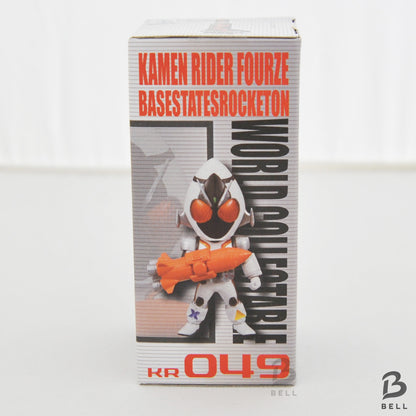 KAMEN RIDER FOURZE
BASESTATESROCKETON
WORLD COLLECTABLE
KR 049
B
BELL
B
BELL